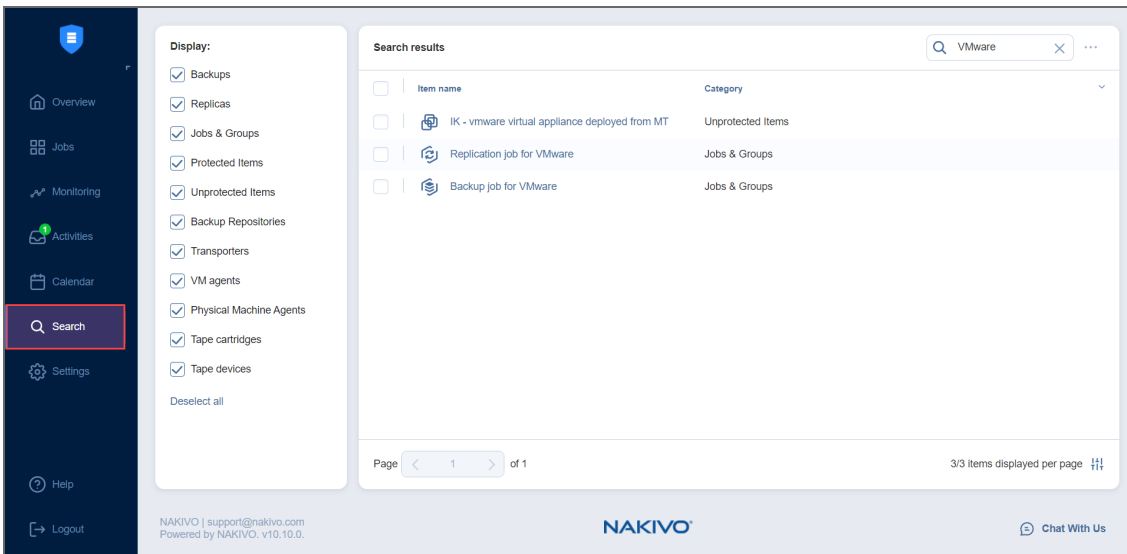 Overview
Jobs
Monitoring
1
Activities
Calendar
Search
Settings
Help
Logout
Display:
Backups
Replicas
Jobs & Groups
Protected Items
Unprotected Items
Backup Repositories
Transporters
VM agents
Physical Machine Agents
Tape cartridges
Tape devices
Deselect all
Search results
VMware
Item name Category
IK - vmware virtual appliance deployed from MT Unprotected Items
Replication job for VMware Jobs & Groups
Backup job for VMware Jobs & Groups
Page 1 of 1
3/3 items displayed per page
NAKIVO | support@nakivo.com
Powered by NAKIVO. v10.10.0.
NAKIVO®
Chat With Us